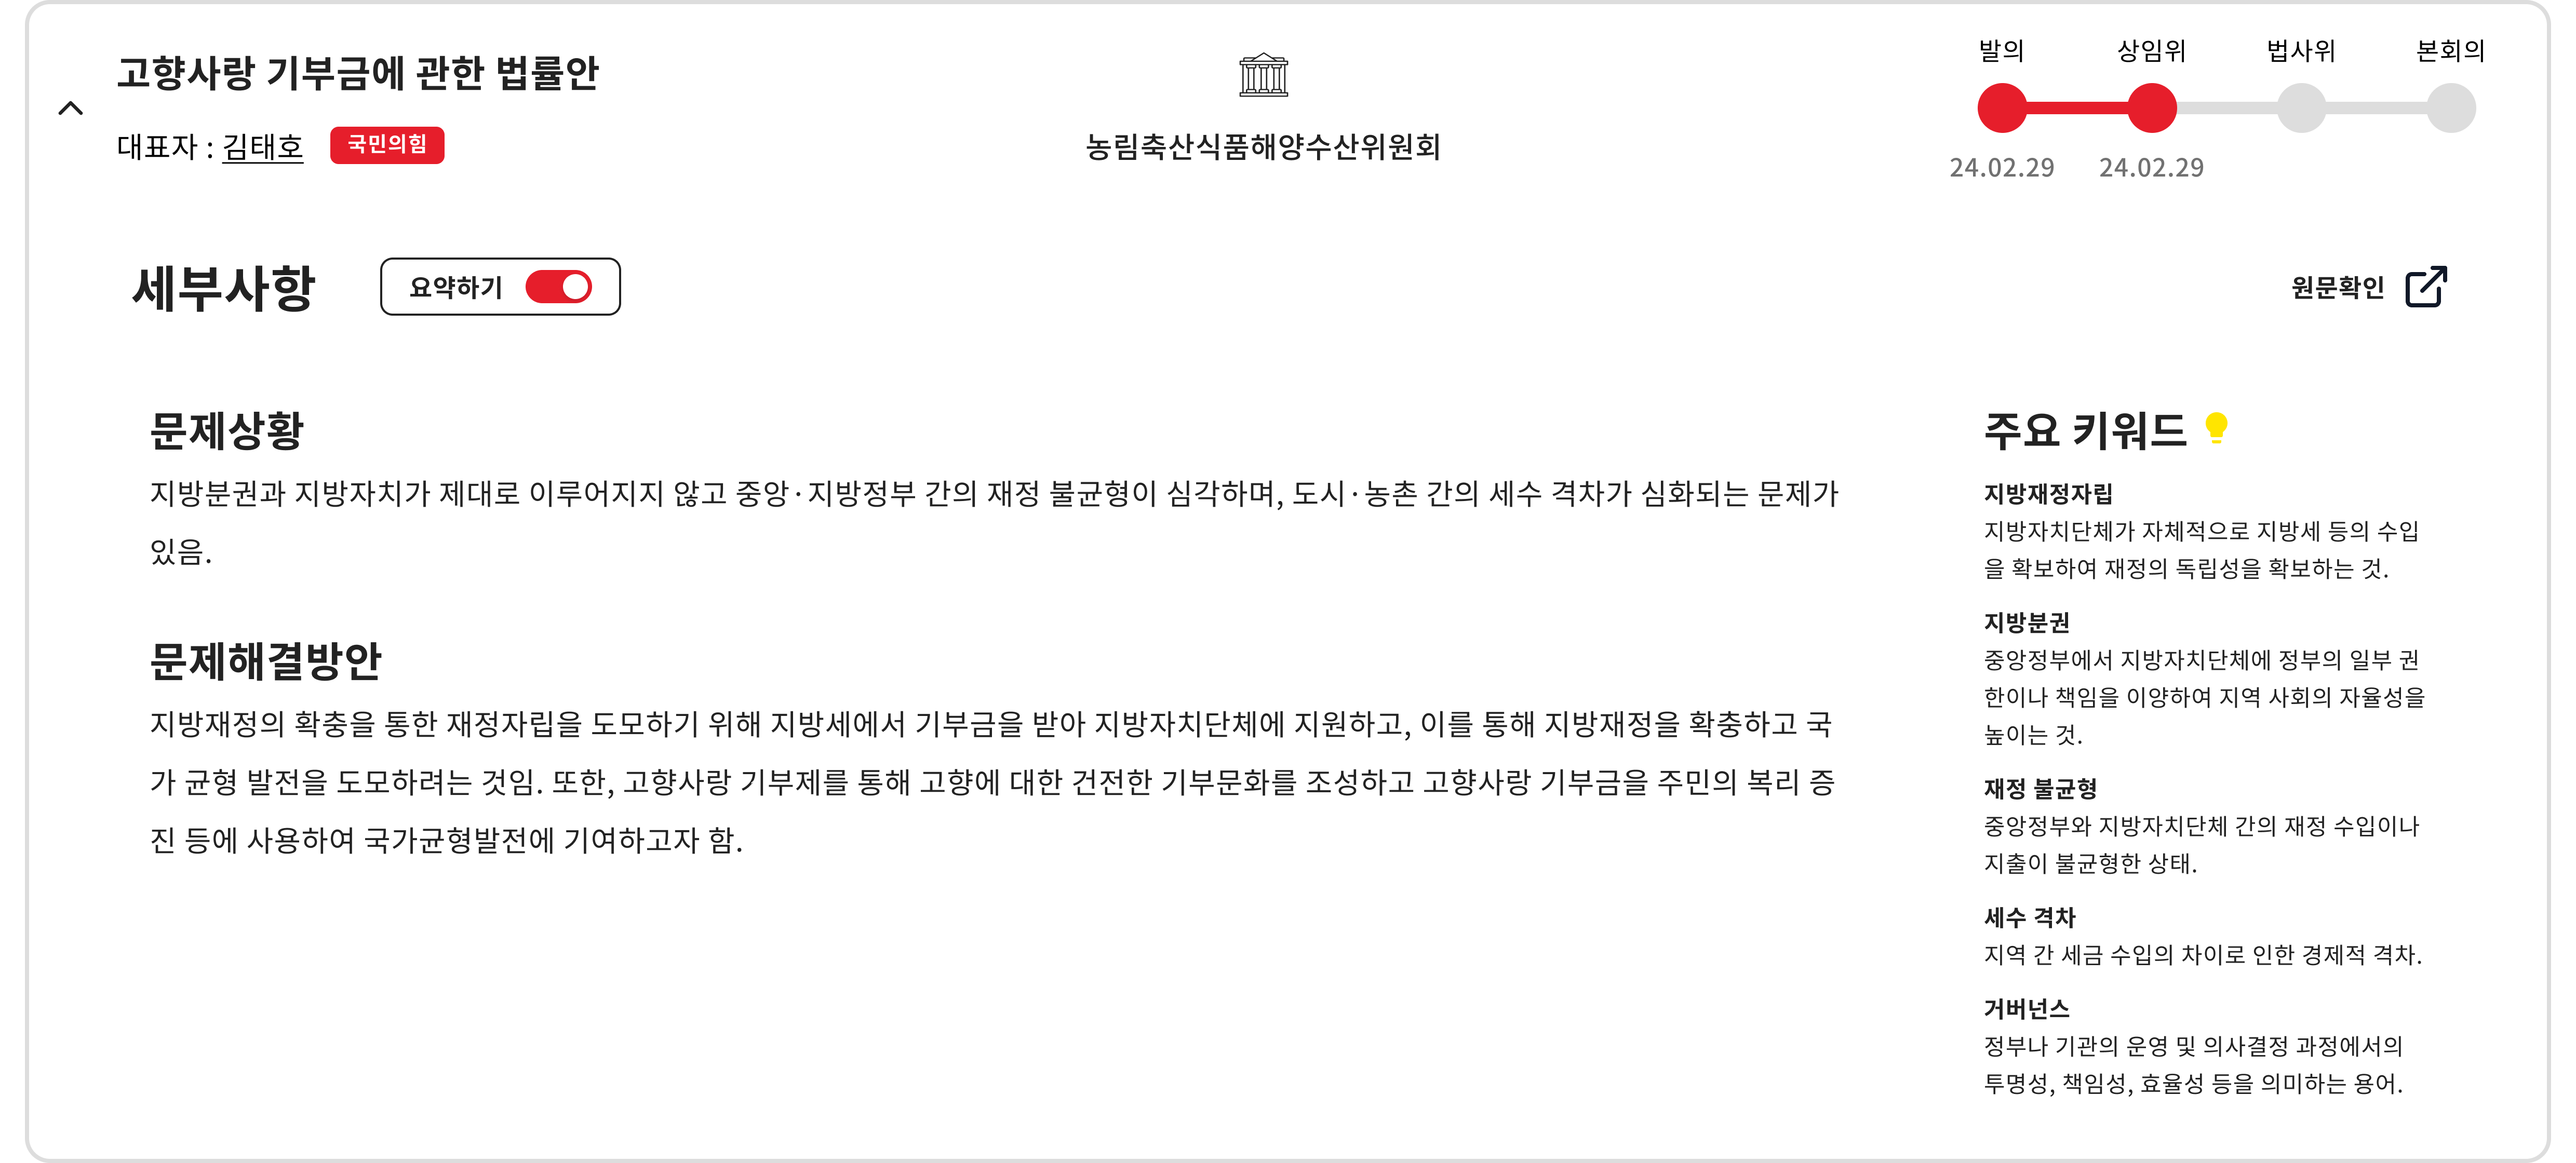 고향사랑 기부금에 관한 법률안
대표자 : 김태호 국민의힘
농림축산식품해양수산위원회
발의 상임위 법사위 본회의
24.02.29 24.02.29
세부사항 요약하기 원문확인
문제상황
지방분권과 지방자치가 제대로 이루어지지 않고 중앙·지방정부 간의 재정 불균형이 심각하며, 도시·농촌 간의 세수 격차가 심화되는 문제가
있음.
문제해결방안
지방재정의 확충을 통한 재정자립을 도모하기 위해 지방세에서 기부금을 받아 지방자치단체에 지원하고, 이를 통해 지방재정을 확충하고 국
가 균형 발전을 도모하려는 것임. 또한, 고향사랑 기부제를 통해 고향에 대한 건전한 기부문화를 조성하고 고향사랑 기부금을 주민의 복리 증
진 등에 사용하여 국가균형발전에 기여하고자 함.
주요 키워드
지방재정자립
지방자치단체가 자체적으로 지방세 등의 수입
을 확보하여 재정의 독립성을 확보하는 것.
지방분권
중앙정부에서 지방자치단체에 정부의 일부 권
한이나 책임을 이양하여 지역 사회의 자율성을
높이는 것.
재정 불균형
중앙정부와 지방자치단체 간의 재정 수입이나
지출이 불균형한 상태.
세수 격차
지역 간 세금 수입의 차이로 인한 경제적 격차.
거버넌스
정부나 기관의 운영 및 의사결정 과정에서의
투명성, 책임성, 효율성 등을 의미하는 용어.